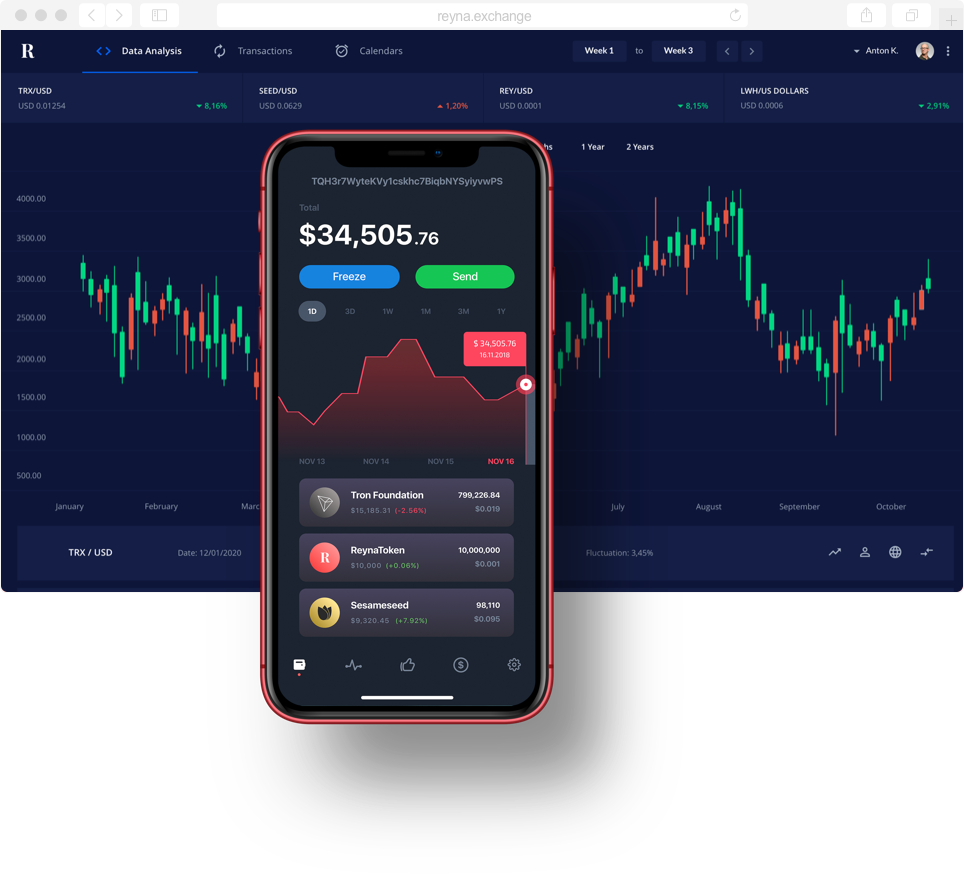 reyna.exchange
R
Data Analysis
Transactions
Calendars
Week 1
to
Week 3
Anton K.
TRX/USD
USD 0.01254
8,16%
SEED/USD
USD 0.0629
1,20%
REY/USD
USD 0.0001
8,15%
LWH/US DOLLARS
USD 0.0006
2,91%
1 Year
2 Years
4000.00
3500.00
3000.00
2500.00
2000.00
1500.00
1000.00
500.00
January
February
July
August
September
October
TRX / USD
Date: 12/01/2020
Fluctuation: 3,45%
TQH3r7WyteKVy1cskhc7BiqbNYSyiyvwPS
Total
$34,505.76
Freeze
Send
1D
3D
1W
1M
3M
1Y
$ 34,505.76
16.11.2018
NOV 13
NOV 14
NOV 15
NOV 16
Tron Foundation
799,226.84
$15,185.31 (-2.56%)
$0.019
R
ReynaToken
10,000,000
$10,000 (+0.06%)
$0.001
Sesameseed
98,110
$9,320.45 (+7.92%)
$0.095
$